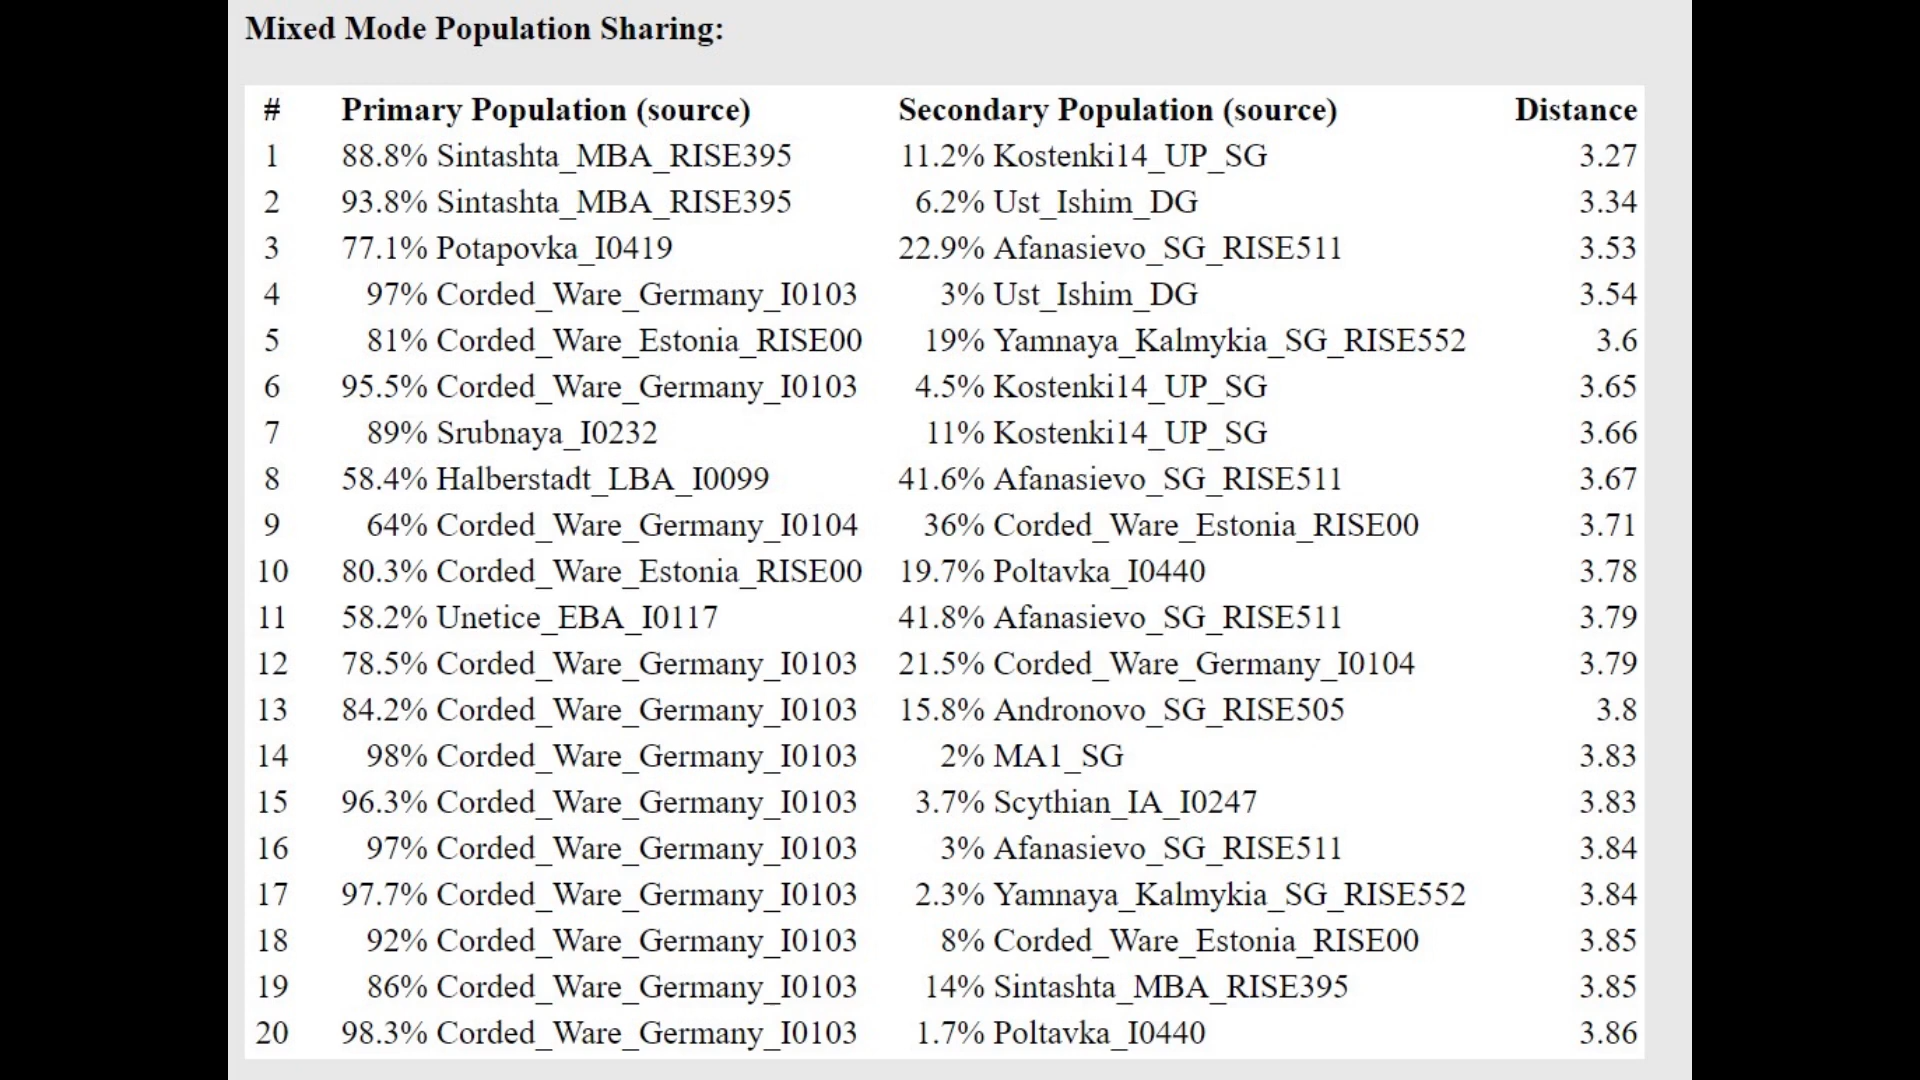 Mixed Mode Population Sharing:
# Primary Population (source) Secondary Population (source) Distance
1 88.8% Sintashta_MBA_RISE395 11.2% Kostenki14_UP_SG 3.27
2 93.8% Sintashta_MBA_RISE395 6.2% Ust_Ishim_DG 3.34
3 77.1% Potapovka_I0419 22.9% Afanasievo_SG_RISE511 3.53
4 97% Corded_Ware_Germany_I0103 3% Ust_Ishim_DG 3.54
5 81% Corded_Ware_Estonia_RISE00 19% Yamnaya_Kalmykia_SG_RISE552 3.6
6 95.5% Corded_Ware_Germany_I0103 4.5% Kostenki14_UP_SG 3.65
7 89% Srubnaya_I0232 11% Kostenki14_UP_SG 3.66
8 58.4% Halberstadt_LBA_I0099 41.6% Afanasievo_SG_RISE511 3.67
9 64% Corded_Ware_Germany_I0104 36% Corded_Ware_Estonia_RISE00 3.71
10 80.3% Corded_Ware_Estonia_RISE00 19.7% Poltavka_I0440 3.78
11 58.2% Unetice_EBA_I0117 41.8% Afanasievo_SG_RISE511 3.79
12 78.5% Corded_Ware_Germany_I0103 21.5% Corded_Ware_Germany_I0104 3.79
13 84.2% Corded_Ware_Germany_I0103 15.8% Andronovo_SG_RISE505 3.8
14 98% Corded_Ware_Germany_I0103 2% MA1_SG 3.83
15 96.3% Corded_Ware_Germany_I0103 3.7% Scythian_IA_I0247 3.83
16 97% Corded_Ware_Germany_I0103 3% Afanasievo_SG_RISE511 3.84
17 97.7% Corded_Ware_Germany_I0103 2.3% Yamnaya_Kalmykia_SG_RISE552 3.84
18 92% Corded_Ware_Germany_I0103 8% Corded_Ware_Estonia_RISE00 3.85
19 86% Corded_Ware_Germany_I0103 14% Sintashta_MBA_RISE395 3.85
20 98.3% Corded_Ware_Germany_I0103 1.7% Poltavka_I0440 3.86